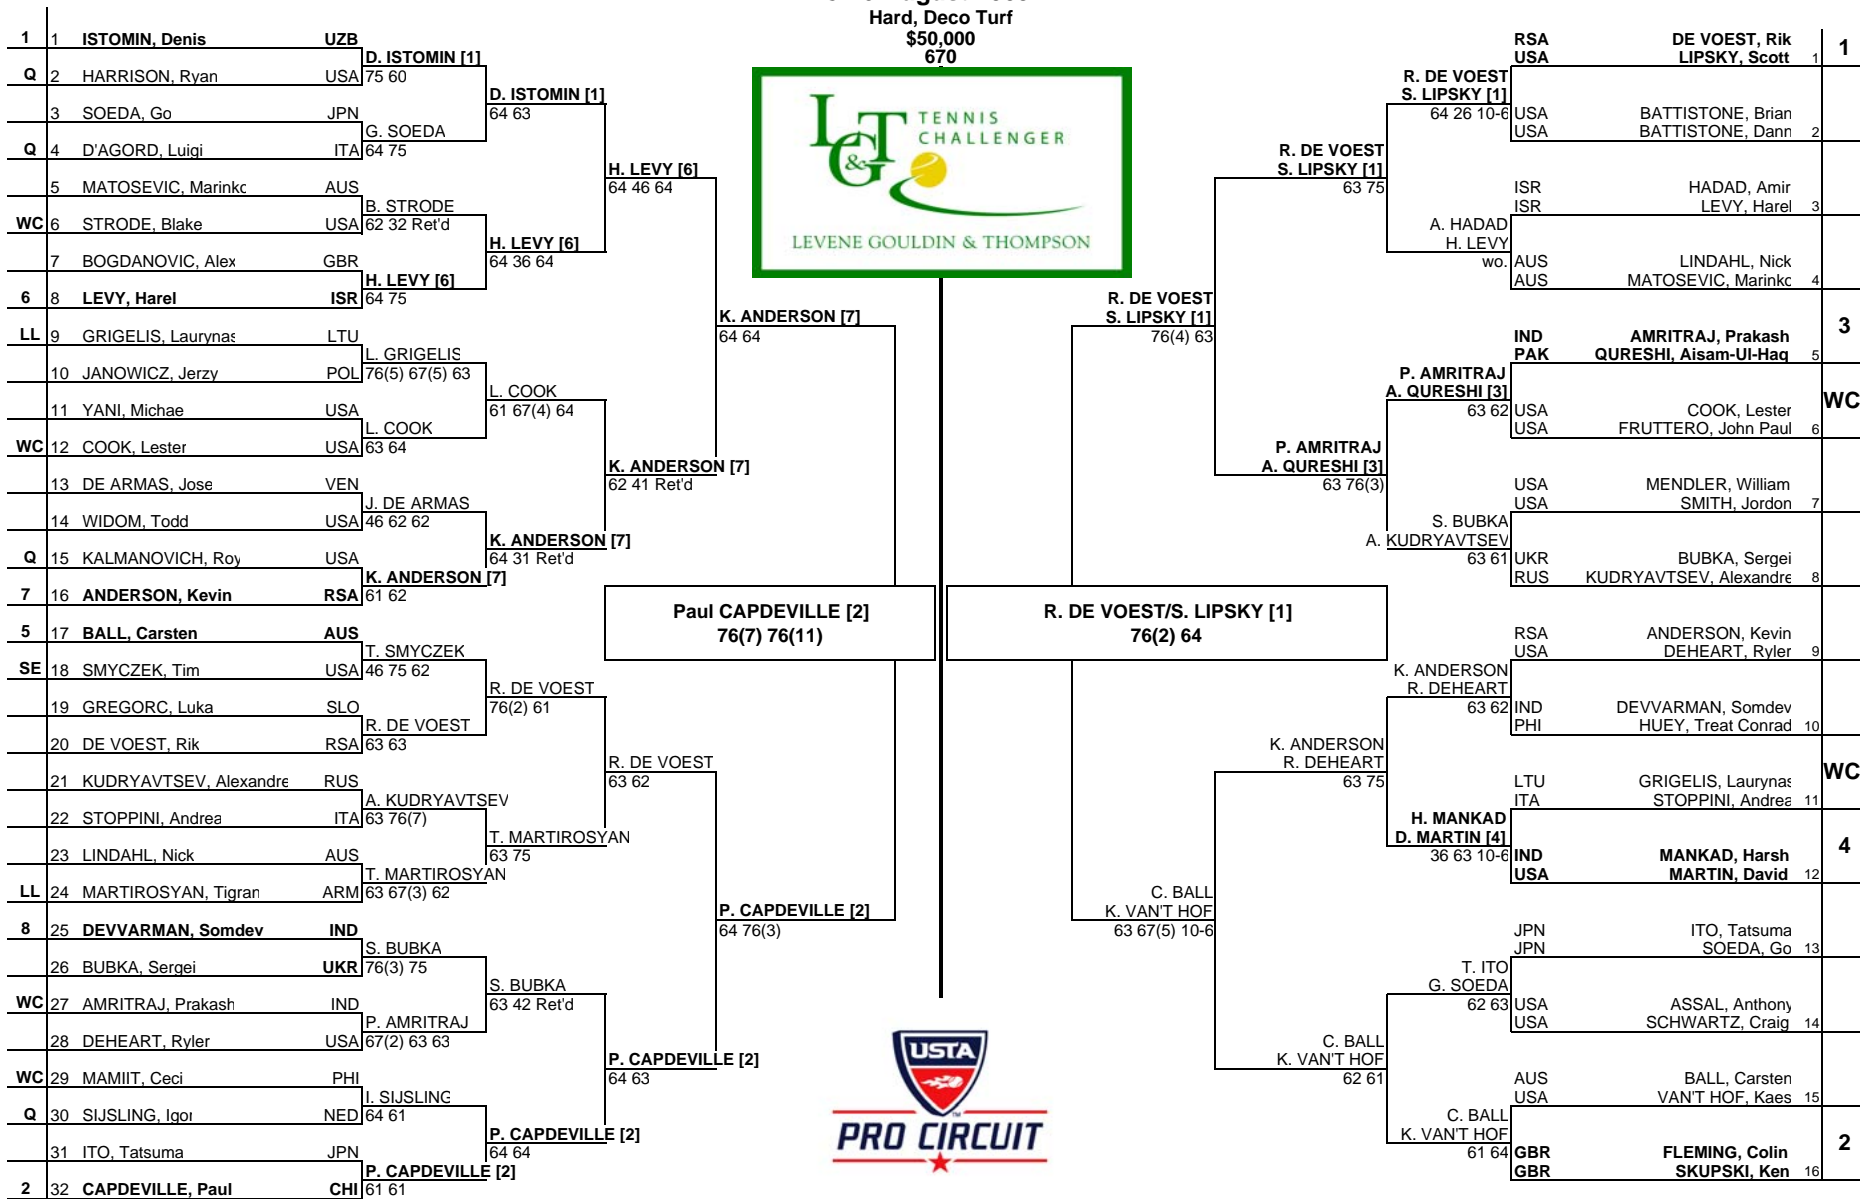 Hard, Deco Turf
$50,000
670
1 1 ISTOMIN, Denis UZB
D. ISTOMIN [1]
Q 2 HARRISON, Ryan USA 75 60
D. ISTOMIN [1]
3 SOEDA, Go JPN 64 63
G. SOEDA
Q 4 D'AGORD, Luigi ITA 64 75
H. LEVY [6]
5 MATOSEVIC, Marinko AUS 64 46 64
B. STRODE
WC 6 STRODE, Blake USA 62 32 Ret'd
H. LEVY [6]
7 BOGDANOVIC, Alex GBR 64 36 64
H. LEVY [6]
6 8 LEVY, Harel ISR 64 75
K. ANDERSON [7]
LL 9 GRIGELIS, Laurynas LTU 64 64
L. GRIGELIS
10 JANOWICZ, Jerzy POL 76(5) 67(5) 63
L. COOK
11 YANI, Michae USA 61 67(4) 64
L. COOK
WC 12 COOK, Lester USA 63 64
K. ANDERSON [7]
13 DE ARMAS, Jose VEN 62 41 Ret'd
J. DE ARMAS
14 WIDOM, Todd USA 46 62 62
K. ANDERSON [7]
Q 15 KALMANOVICH, Roy USA 64 31 Ret'd
K. ANDERSON [7]
7 16 ANDERSON, Kevin RSA 61 62
Paul CAPDEVILLE [2]
76(7) 76(11)
5 17 BALL, Carsten AUS
T. SMYCZEK
SE 18 SMYCZEK, Tim USA 46 75 62
R. DE VOEST
19 GREGORC, Luka SLO 76(2) 61
R. DE VOEST
20 DE VOEST, Rik RSA 63 63
R. DE VOEST
21 KUDRYAVTSEV, Alexandre RUS 63 62
A. KUDRYAVTSEV
22 STOPPINI, Andrea ITA 63 76(7)
T. MARTIROSYAN
23 LINDAHL, Nick AUS 63 75
T. MARTIROSYAN
LL 24 MARTIROSYAN, Tigran ARM 63 67(3) 62
P. CAPDEVILLE [2]
8 25 DEVVARMAN, Somdev IND 64 76(3)
S. BUBKA
26 BUBKA, Sergei UKR 76(3) 75
S. BUBKA
WC 27 AMRITRAJ, Prakash IND 63 42 Ret'd
P. AMRITRAJ
28 DEHEART, Ryler USA 67(2) 63 63
P. CAPDEVILLE [2]
WC 29 MAMIIT, Ceci PHI 64 63
I. SIJSLING
Q 30 SIJSLING, Igor NED 64 61
P. CAPDEVILLE [2]
31 ITO, Tatsuma JPN 64 64
P. CAPDEVILLE [2]
2 32 CAPDEVILLE, Paul CHI 61 61
LG&T TENNIS
CHALLENGER
LEVENE GOULDIN & THOMPSON
USTA
TM
PRO CIRCUIT
RSA DE VOEST, Rik 1
USA LIPSKY, Scott 1
R. DE VOEST
S. LIPSKY [1]
64 26 10-6 USA BATTISTONE, Brian
USA BATTISTONE, Dann 2
R. DE VOEST
S. LIPSKY [1]
63 75
ISR HADAD, Amir
ISR LEVY, Harel 3
A. HADAD
H. LEVY
wo. AUS LINDAHL, Nick
AUS MATOSEVIC, Marinko 4
R. DE VOEST
S. LIPSKY [1]
76(4) 63
IND AMRITRAJ, Prakash 3
PAK QURESHI, Aisam-Ul-Haq 5
P. AMRITRAJ
A. QURESHI [3] WC
63 62 USA COOK, Lester
USA FRUTTERO, John Paul 6
P. AMRITRAJ
A. QURESHI [3]
63 76(3)
USA MENDLER, William
USA SMITH, Jordon 7
S. BUBKA
A. KUDRYAVTSEV
63 61 UKR BUBKA, Sergei
RUS KUDRYAVTSEV, Alexandre 8
R. DE VOEST/S. LIPSKY [1]
76(2) 64
RSA ANDERSON, Kevin
USA DEHEART, Ryler 9
K. ANDERSON
R. DEHEART
63 62 IND DEVVARMAN, Somdev
PHI HUEY, Treat Conrad 10
K. ANDERSON
R. DEHEART
63 75
LTU GRIGELIS, Laurynas WC
ITA STOPPINI, Andrea 11
H. MANKAD
D. MARTIN [4]
36 63 10-6 IND MANKAD, Harsh 4
USA MARTIN, David 12
C. BALL
K. VAN'T HOF
63 67(5) 10-6
JPN ITO, Tatsuma
JPN SOEDA, Go 13
T. ITO
G. SOEDA
62 63 USA ASSAL, Anthony
USA SCHWARTZ, Craig 14
C. BALL
K. VAN'T HOF
62 61
AUS BALL, Carsten
USA VAN'T HOF, Kaes 15
C. BALL
K. VAN'T HOF
61 64 GBR FLEMING, Colin 2
GBR SKUPSKI, Ken 16